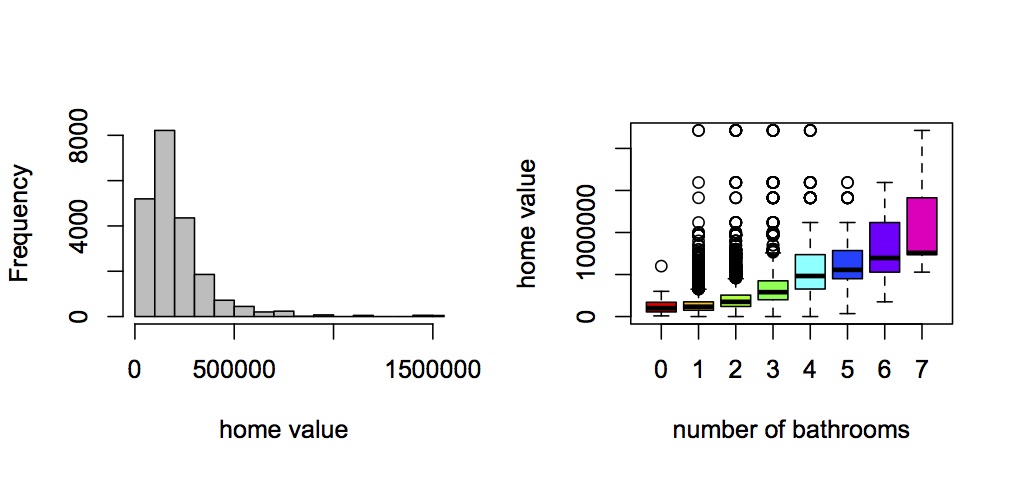 Frequency
8000
4000
0
0 500000 1500000
home value
home value
1000000
0
0 1 2 3 4 5 6 7
number of bathrooms